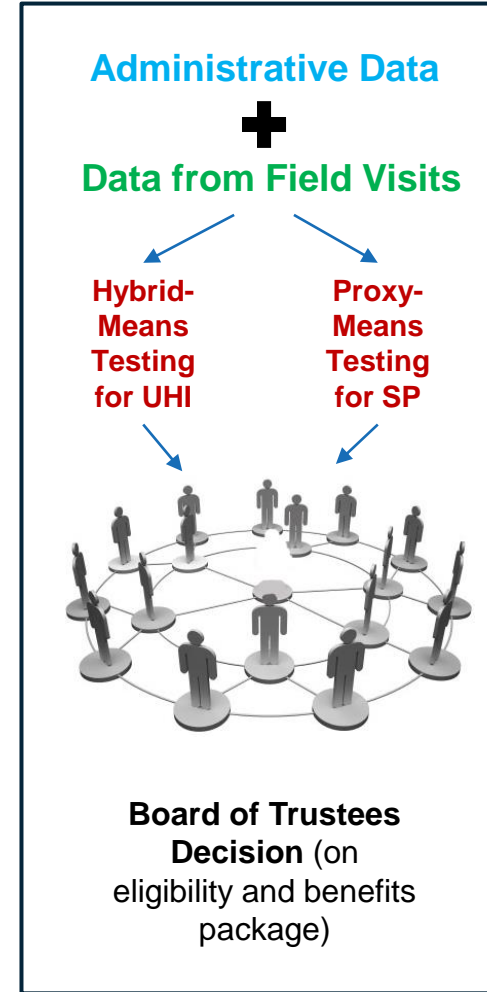 Administrative Data
+
Data from Field Visits
Hybrid-
Means
Testing
for UHI
Proxy-
Means
Testing
for SP
Board of Trustees
Decision (on
eligibility and benefits
package)